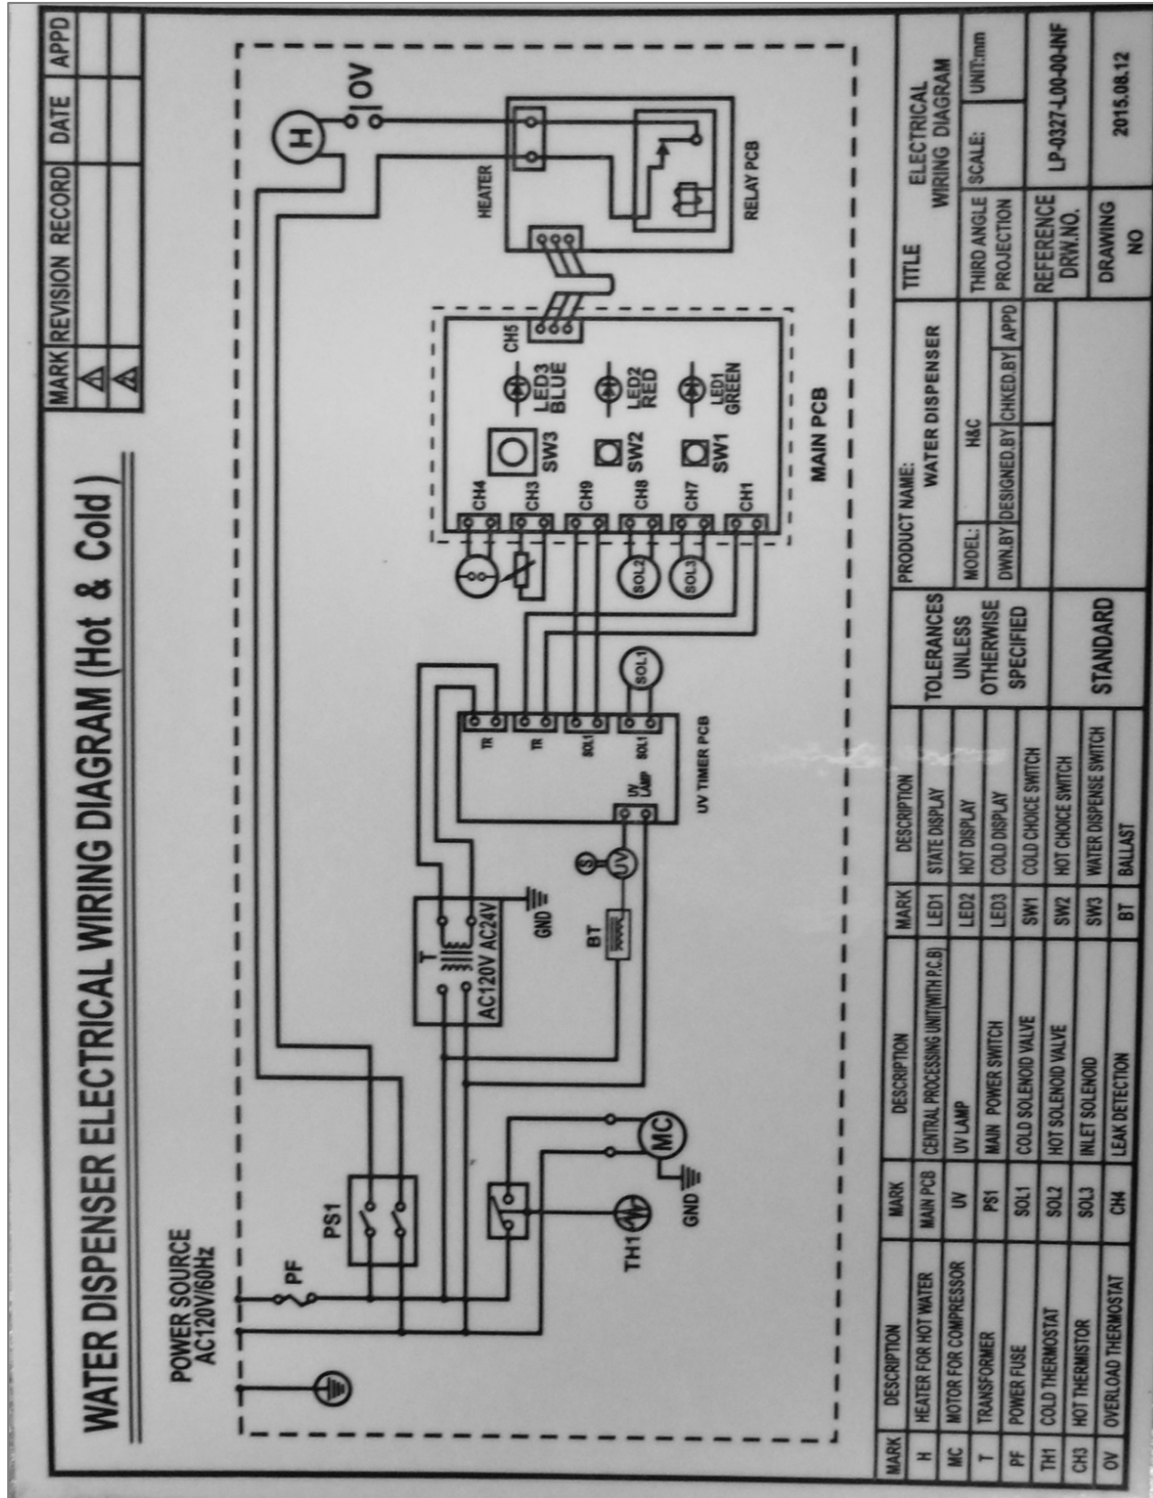 WATER DISPENSER ELECTRICAL WIRING DIAGRAM (Hot & Cold )
MARK REVISION RECORD DATE APPD
POWER SOURCE
AC120V/60Hz
PF
PS1
TH1
MC
GND
T
AC120V AC24V
GND
BT
UV
S
UV
LAMP
TR
TR
SOL1
SOL1
UV TIMER PCB
SOL1
SOL2
SOL3
CH4
CH3
CH9
CH8
CH7
CH1
SW3
SW2
SW1
LED3
BLUE
LED2
RED
LED1
GREEN
CH5
MAIN PCB
HEATER
RELAY PCB
H
OV
MARK DESCRIPTION MARK DESCRIPTION MARK DESCRIPTION
H HEATER FOR HOT WATER MAIN PCB CENTRAL PROCESSING UNIT(WITH P.C.B) LED1 STATE DISPLAY
MC MOTOR FOR COMPRESSOR UV UV LAMP LED2 HOT DISPLAY
T TRANSFORMER PS1 MAIN POWER SWITCH LED3 COLD DISPLAY
PF POWER FUSE SOL1 COLD SOLENOID VALVE SW1 COLD CHOICE SWITCH
TH1 COLD THERMOSTAT SOL2 HOT SOLENOID VALVE SW2 HOT CHOICE SWITCH
CH3 HOT THERMISTOR SOL3 INLET SOLENOID SW3 WATER DISPENSE SWITCH
OV OVERLOAD THERMOSTAT CH4 LEAK DETECTION BT BALLAST
TOLERANCES
UNLESS
OTHERWISE
SPECIFIED
STANDARD
PRODUCT NAME:
WATER DISPENSER
MODEL: H&C
DWN.BY DESIGNED.BY CHKED.BY APPD
TITLE
ELECTRICAL
WIRING DIAGRAM
THIRD ANGLE
PROJECTION
SCALE:
UNIT:mm
REFERENCE
DRW.NO.
LP-0327-L00-00-INF
DRAWING
NO
2015.08.12